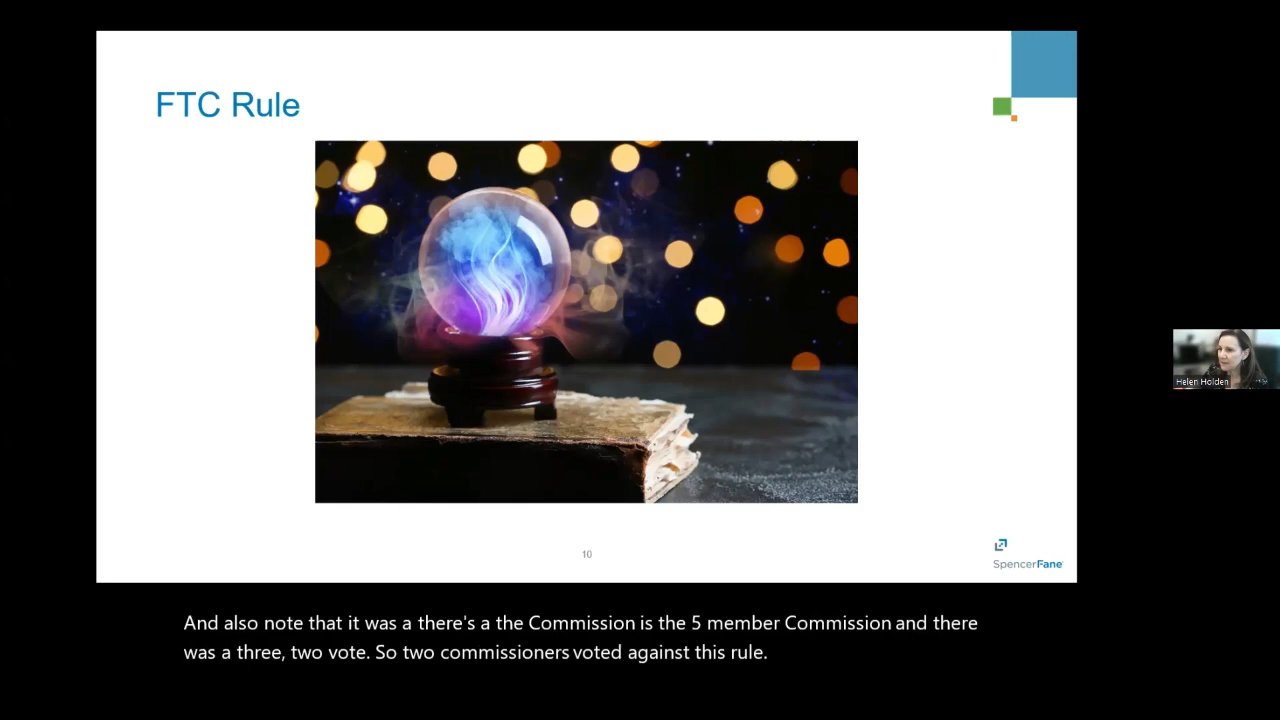 FTC Rule
Helen Holden
10
SpencerFane
And also note that it was a there's a the Commission is the 5 member Commission and there
was a three, two vote. So two commissioners voted against this rule.